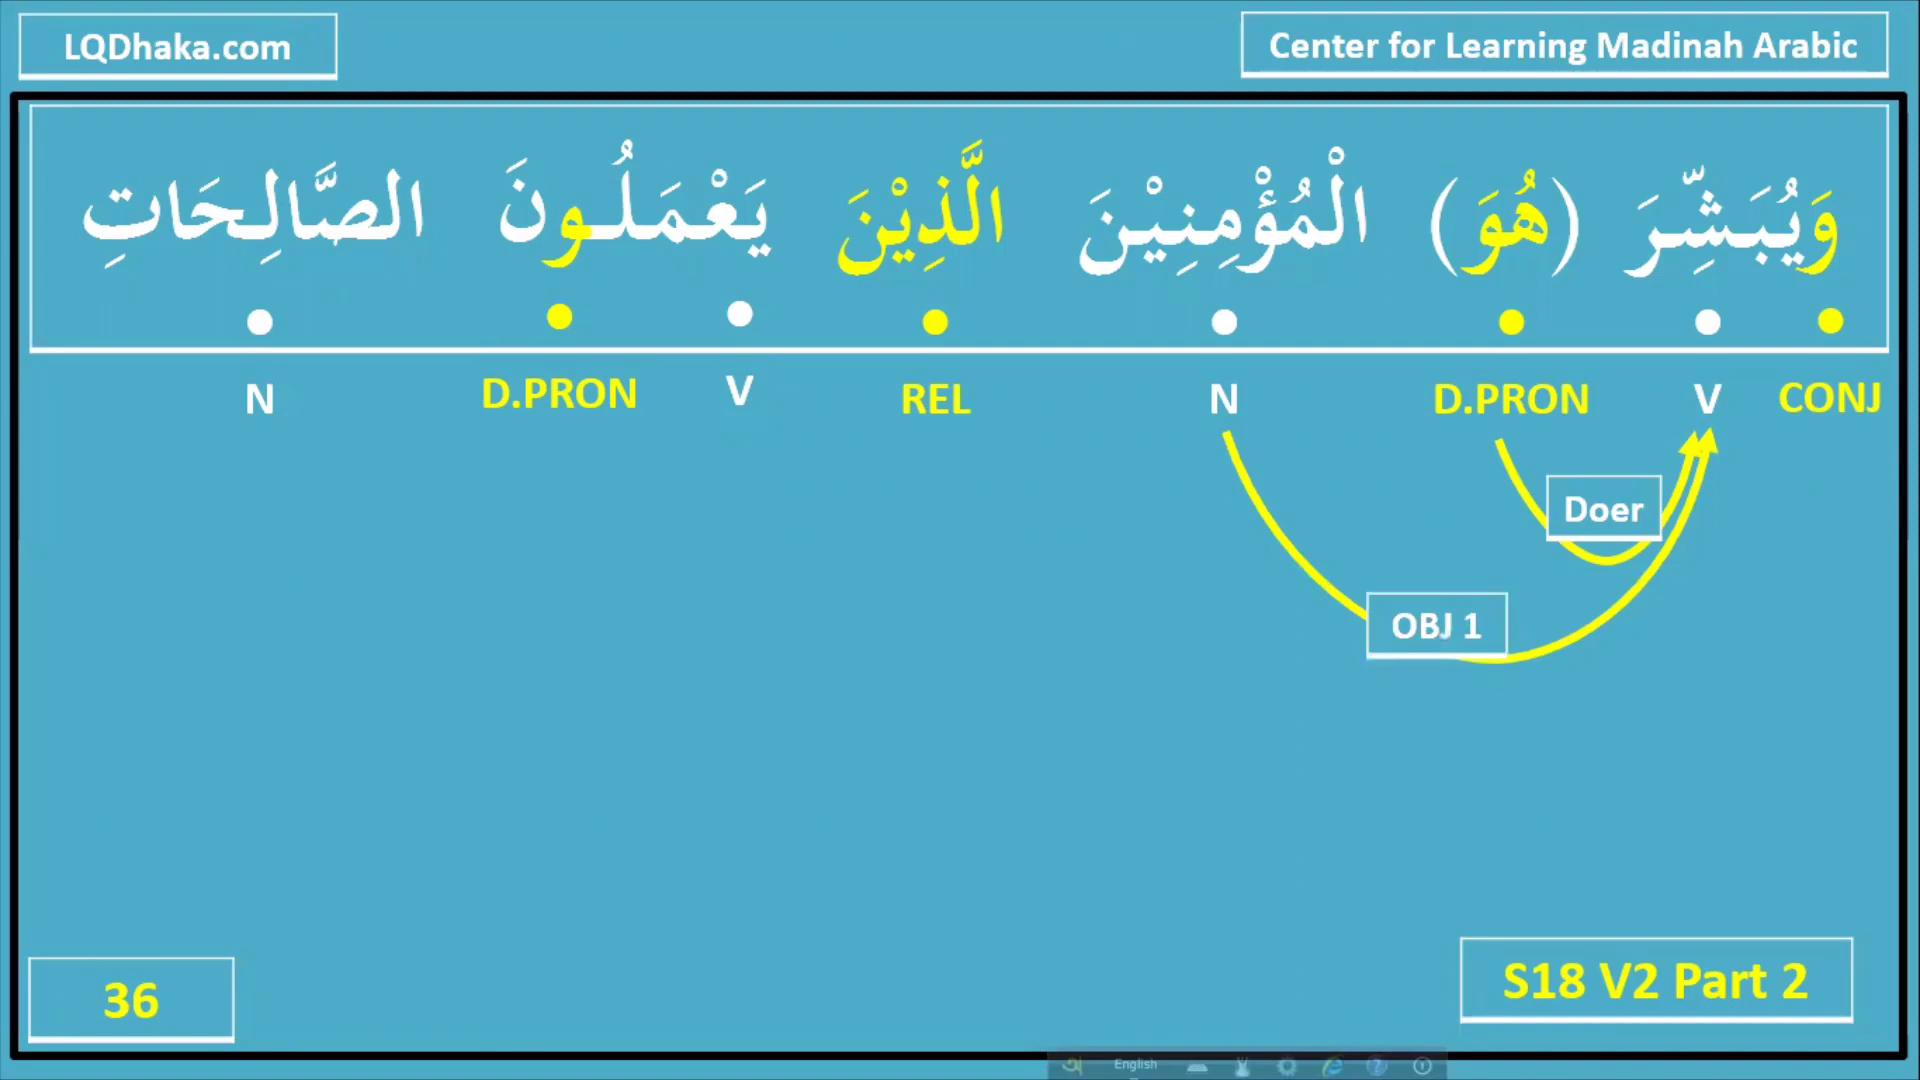 LQDhaka.com
Center for Learning Madinah Arabic
وَيُبَشِّرَ (هُوَ) الْمُؤْمِنِيْنَ الَّذِيْنَ يَعْمَلُونَ الصَّالِحَاتِ
N D.PRON V REL N D.PRON V CONJ
Doer
OBJ 1
36
S18 V2 Part 2
English